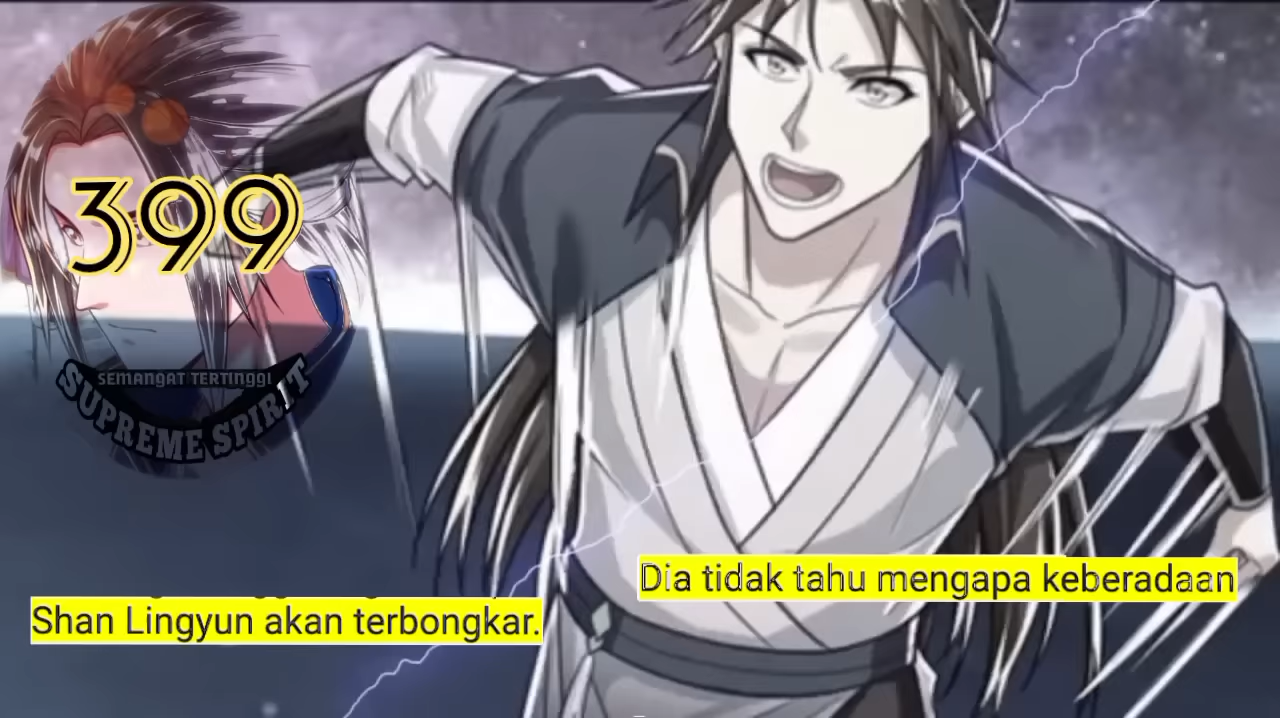 399
SEMANGAT TERTINGGI
SUPREME SPIRIT
Dia tidak tahu mengapa keberadaan
Shan Lingyun akan terbongkar.